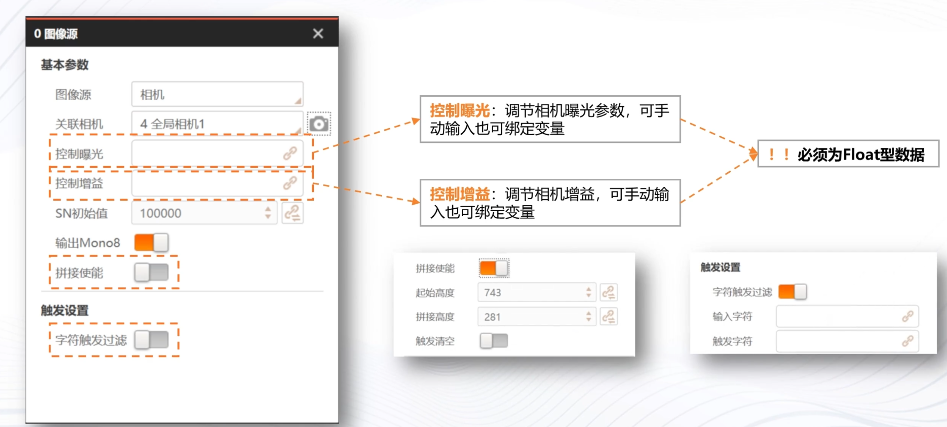 0 图像源
基本参数
图像源 相机
关联相机 4 全局相机1
控制曝光
控制增益
SN初始值 100000
输出Mono8
拼接使能
触发设置
字符触发过滤
控制曝光：调节相机曝光参数，可手
动输入也可绑定变量
控制增益：调节相机增益，可手动输
入也可绑定变量
！！必须为Float型数据
拼接使能
起始高度 743
拼接高度 281
触发清空
触发设置
字符触发过滤
输入字符
触发字符